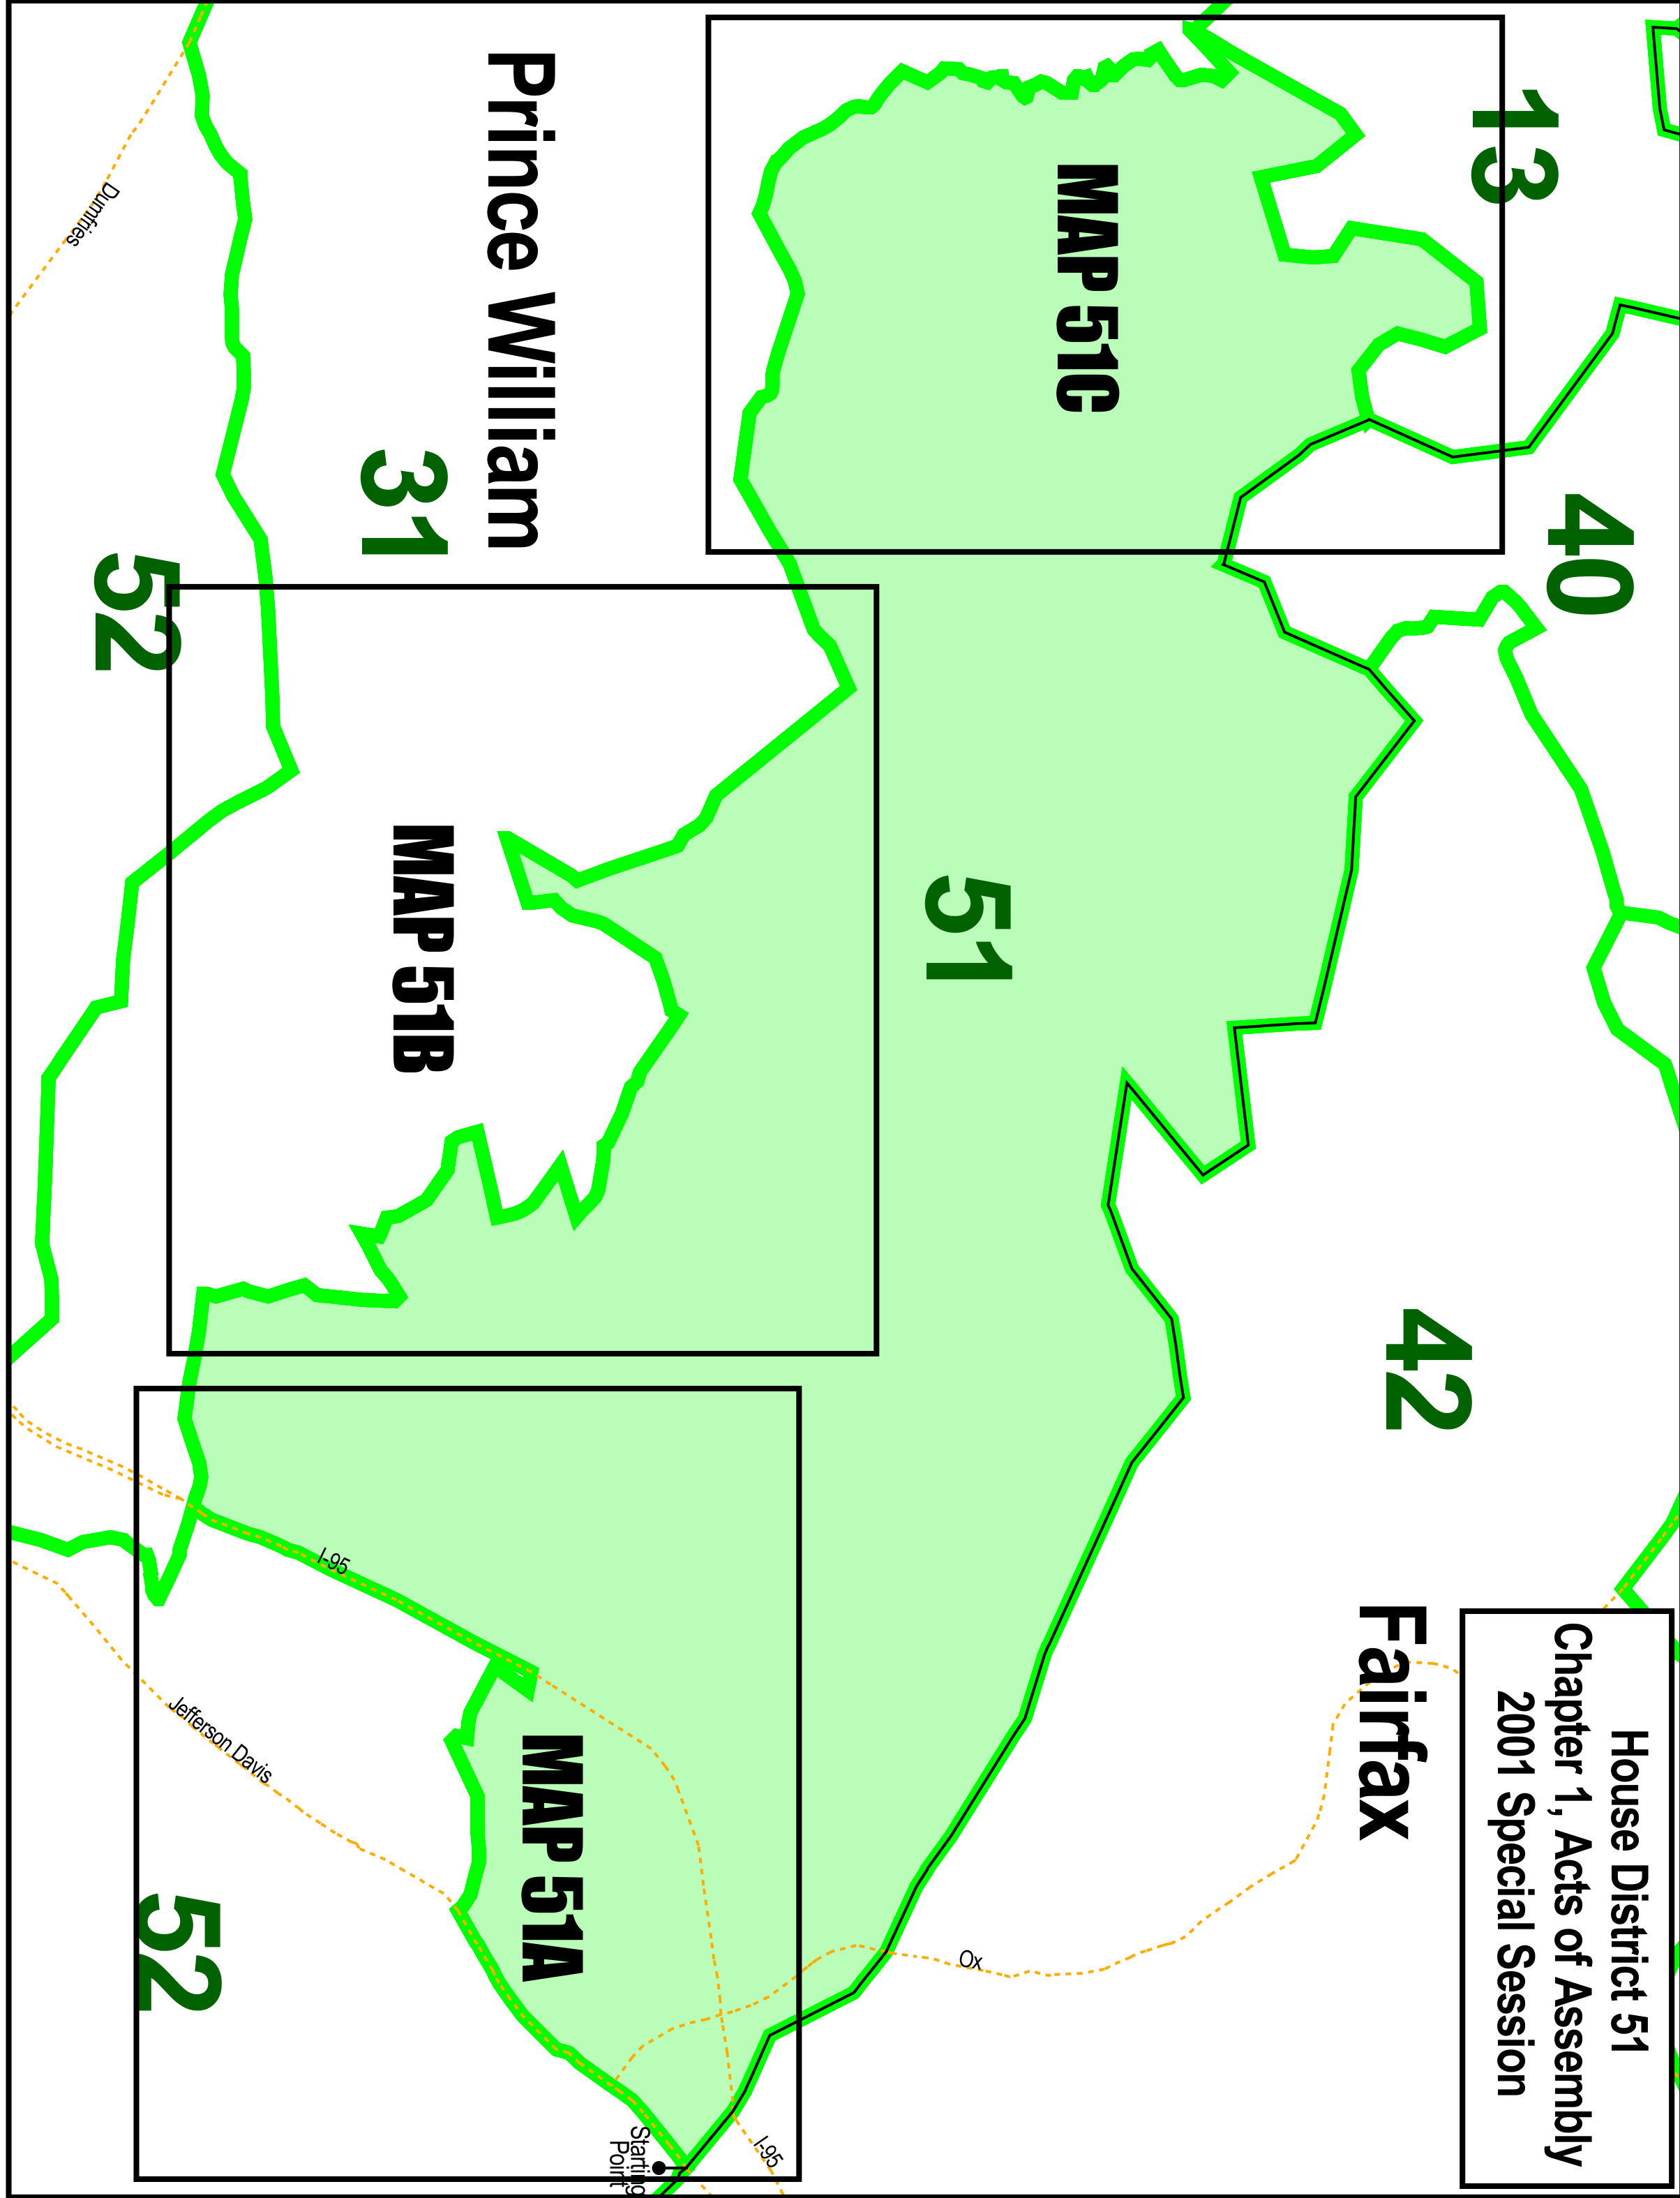 House District 51
Chapter 1, Acts of Assembly
2001 Special Session
13
40
42
Fairfax
MAP 51C
51
Ox
I-95
Prince William
MAP 51B
MAP 51A
Starting
Point
31
I-95
52
Dumfries
Jefferson Davis
52